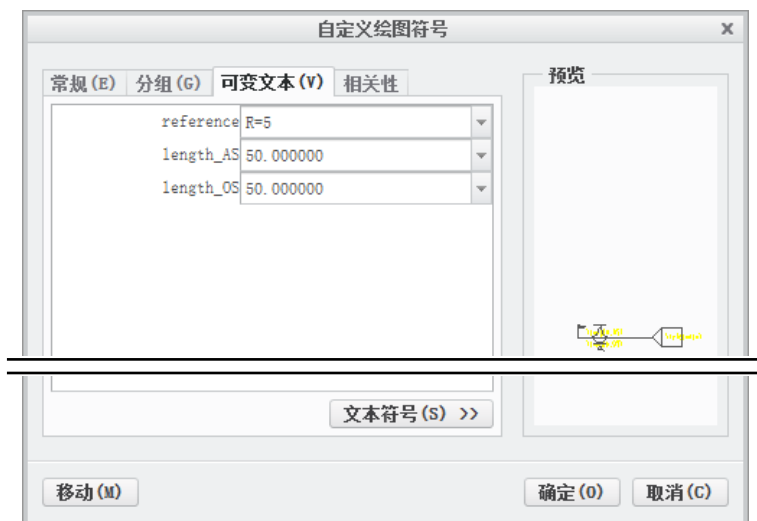 自定义绘图符号 x
常规(E) 分组(G) 可变文本(V) 相关性
预览
reference R=5
length_AS 50.000000
length_OS 50.000000
文本符号(S) >>
移动(M) 确定(O) 取消(C)